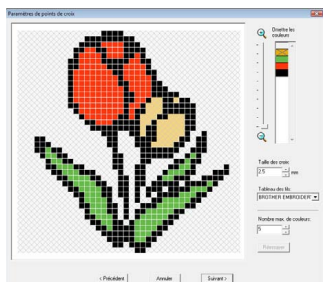 Paramètres de points de croix
Omettre les
couleurs
Taille des croix
2.5 mm
Tableau des fils
BROTHER EMBROIDERY
Nombre max. de couleurs
5
Prévisualiser
< Précédent
Annuler
Suivant >